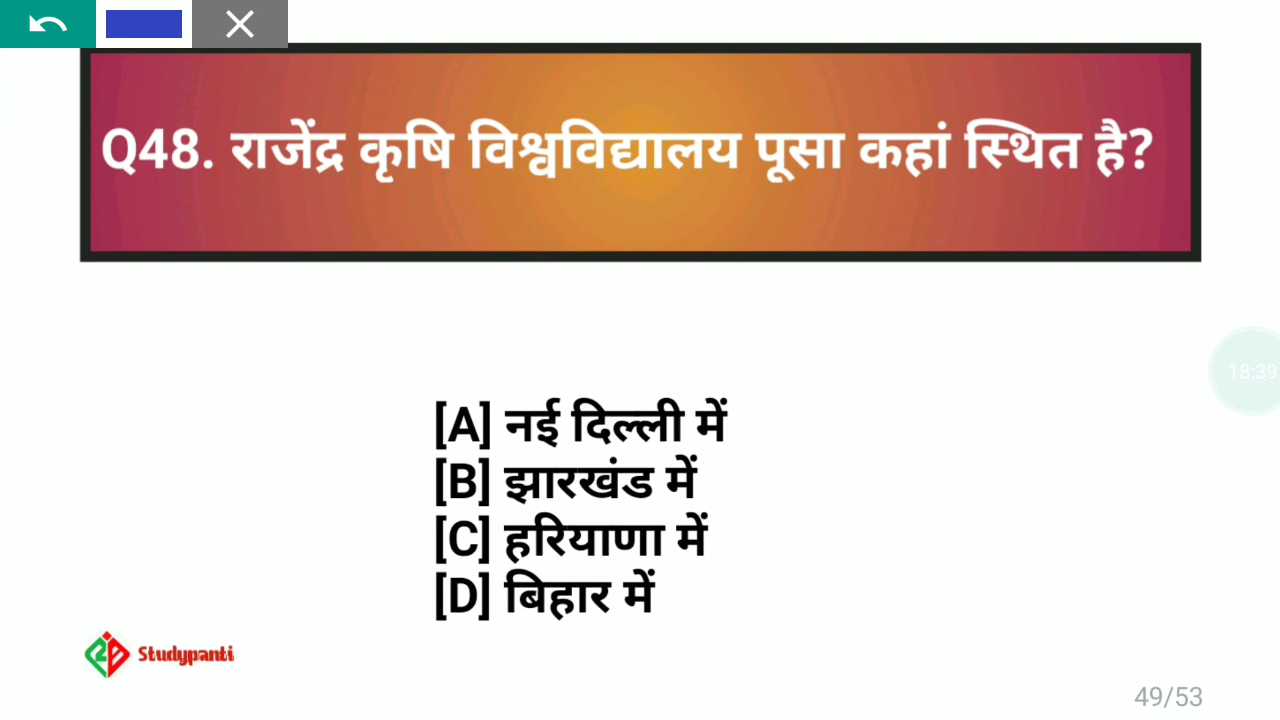 Q48. राजेंद्र कृषि विश्वविद्यालय पूसा कहां स्थित है?
18:39
[A] नई दिल्ली में
[B] झारखंड में
[C] हरियाणा में
[D] बिहार में
Studypanti
49/53